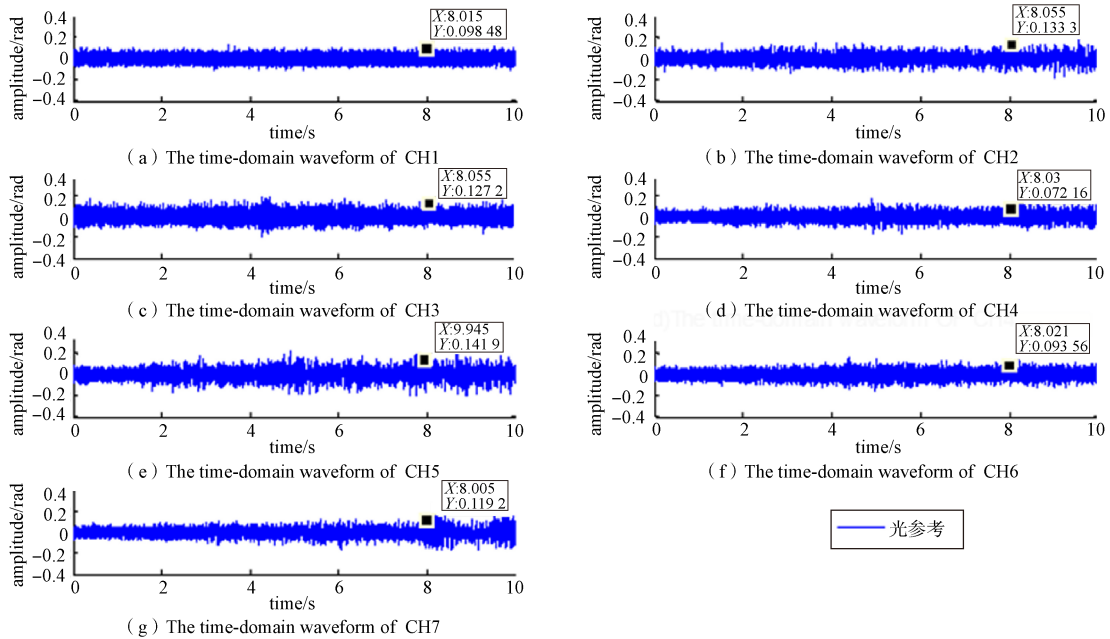 X:8.015
Y:0.098 48
0.4
0.2
0
−0.2
−0.4
amplitude/rad
0 2 4 6 8 10
time/s
（a）The time-domain waveform of CH1
X:8.055
Y:0.133 3
0.4
0.2
0
−0.2
−0.4
amplitude/rad
0 2 4 6 8 10
time/s
（b）The time-domain waveform of CH2
X:8.055
Y:0.127 2
0.4
0.2
0
−0.2
−0.4
amplitude/rad
0 2 4 6 8 10
time/s
（c）The time-domain waveform of CH3
X:8.03
Y:0.072 16
0.4
0.2
0
−0.2
−0.4
amplitude/rad
0 2 4 6 8 10
time/s
（d）The time-domain waveform of CH4
X:9.945
Y:0.141 9
0.4
0.2
0
−0.2
−0.4
amplitude/rad
0 2 4 6 8 10
time/s
（e）The time-domain waveform of CH5
X:8.021
Y:0.093 56
0.4
0.2
0
−0.2
−0.4
amplitude/rad
0 2 4 6 8 10
time/s
（f）The time-domain waveform of CH6
X:8.005
Y:0.119 2
0.4
0.2
0
−0.2
−0.4
amplitude/rad
0 2 4 6 8 10
time/s
（g）The time-domain waveform of CH7
光参考